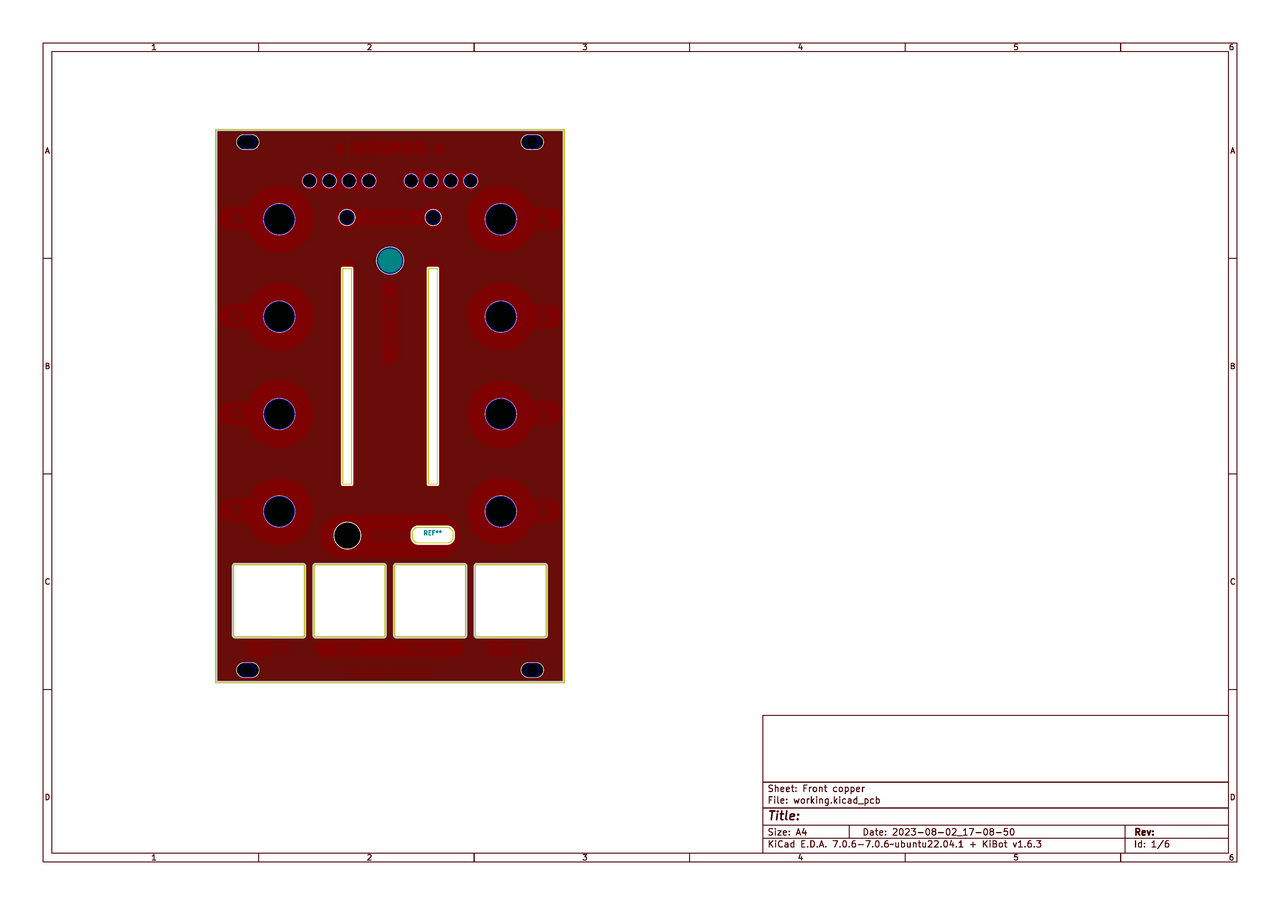 1 2 3 4 5 6
A A
REF**
B B
C C
D D
Sheet: Front copper
File: working.kicad_pcb
Title:
Size: A4 Date: 2023-08-02_17-08-50 Rev:
KiCad E.D.A. 7.0.6-7.0.6~ubuntu22.04.1 + KiBot v1.6.3 Id: 1/6
1 2 3 4 5 6